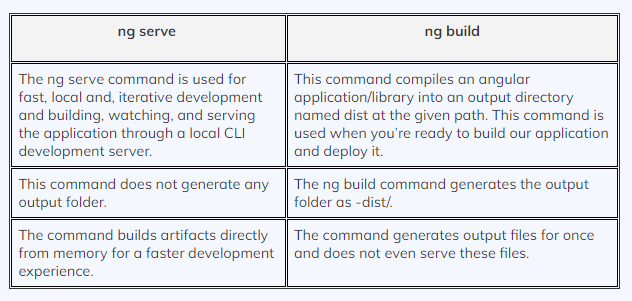 ng serve
ng build
The ng serve command is used for
fast, local and, iterative development
and building, watching, and serving
the application through a local CLI
development server.
This command compiles an angular
application/library into an output directory
named dist at the given path. This command is
used when you’re ready to build our application
and deploy it.
This command does not generate any
output folder.
The ng build command generates the output
folder as -dist/.
The command builds artifacts directly
from memory for a faster development
experience.
The command generates output files for once
and does not even serve these files.